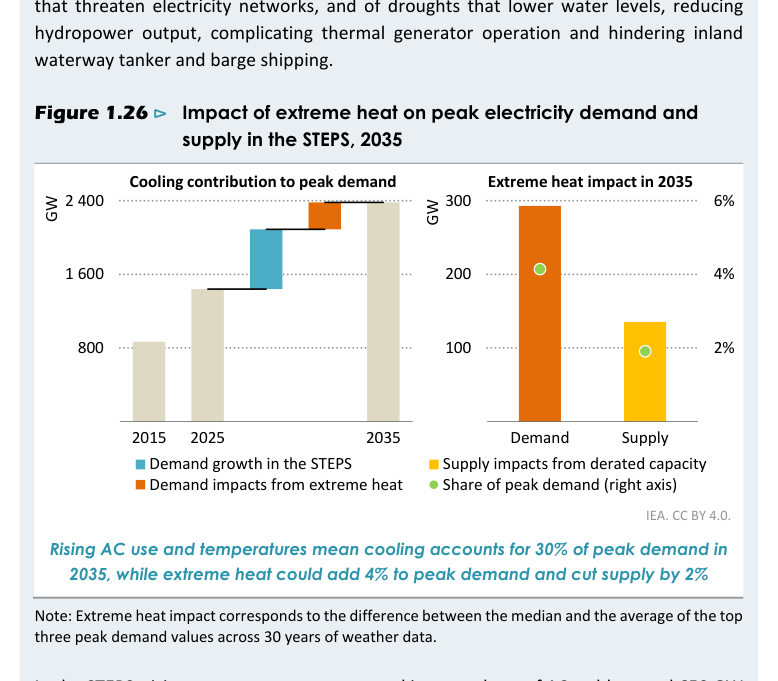 that threaten electricity networks, and of droughts that lower water levels, reducing
hydropower output, complicating thermal generator operation and hindering inland
waterway tanker and barge shipping.
Figure 1.26 ⊳ Impact of extreme heat on peak electricity demand and
supply in the STEPS, 2035
Cooling contribution to peak demand
GW
2 400
1 600
800
2015 2025 2035
Extreme heat impact in 2035
GW
300 6%
200 4%
100 2%
Demand Supply
Demand growth in the STEPS
Demand impacts from extreme heat
Supply impacts from derated capacity
Share of peak demand (right axis)
IEA. CC BY 4.0.
Rising AC use and temperatures mean cooling accounts for 30% of peak demand in
2035, while extreme heat could add 4% to peak demand and cut supply by 2%
Note: Extreme heat impact corresponds to the difference between the median and the average of the top
three peak demand values across 30 years of weather data.